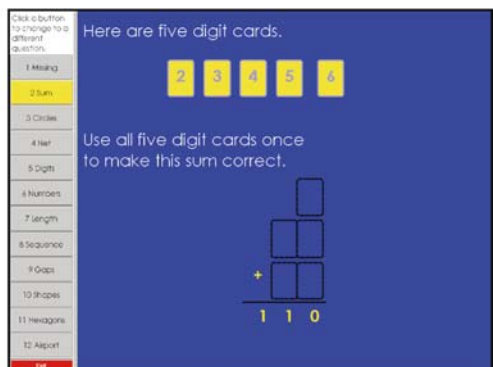 Click a button
to change to a
different
question.
1 Missing
2 Sum
3 Circles
4 Net
5 Digits
6 Numbers
7 Length
8 Sequence
9 Gaps
10 Shapes
11 Hexagons
12 Airport
Exit
Here are five digit cards.
2 3 4 5 6
Use all five digit cards once
to make this sum correct.
+
1 1 0